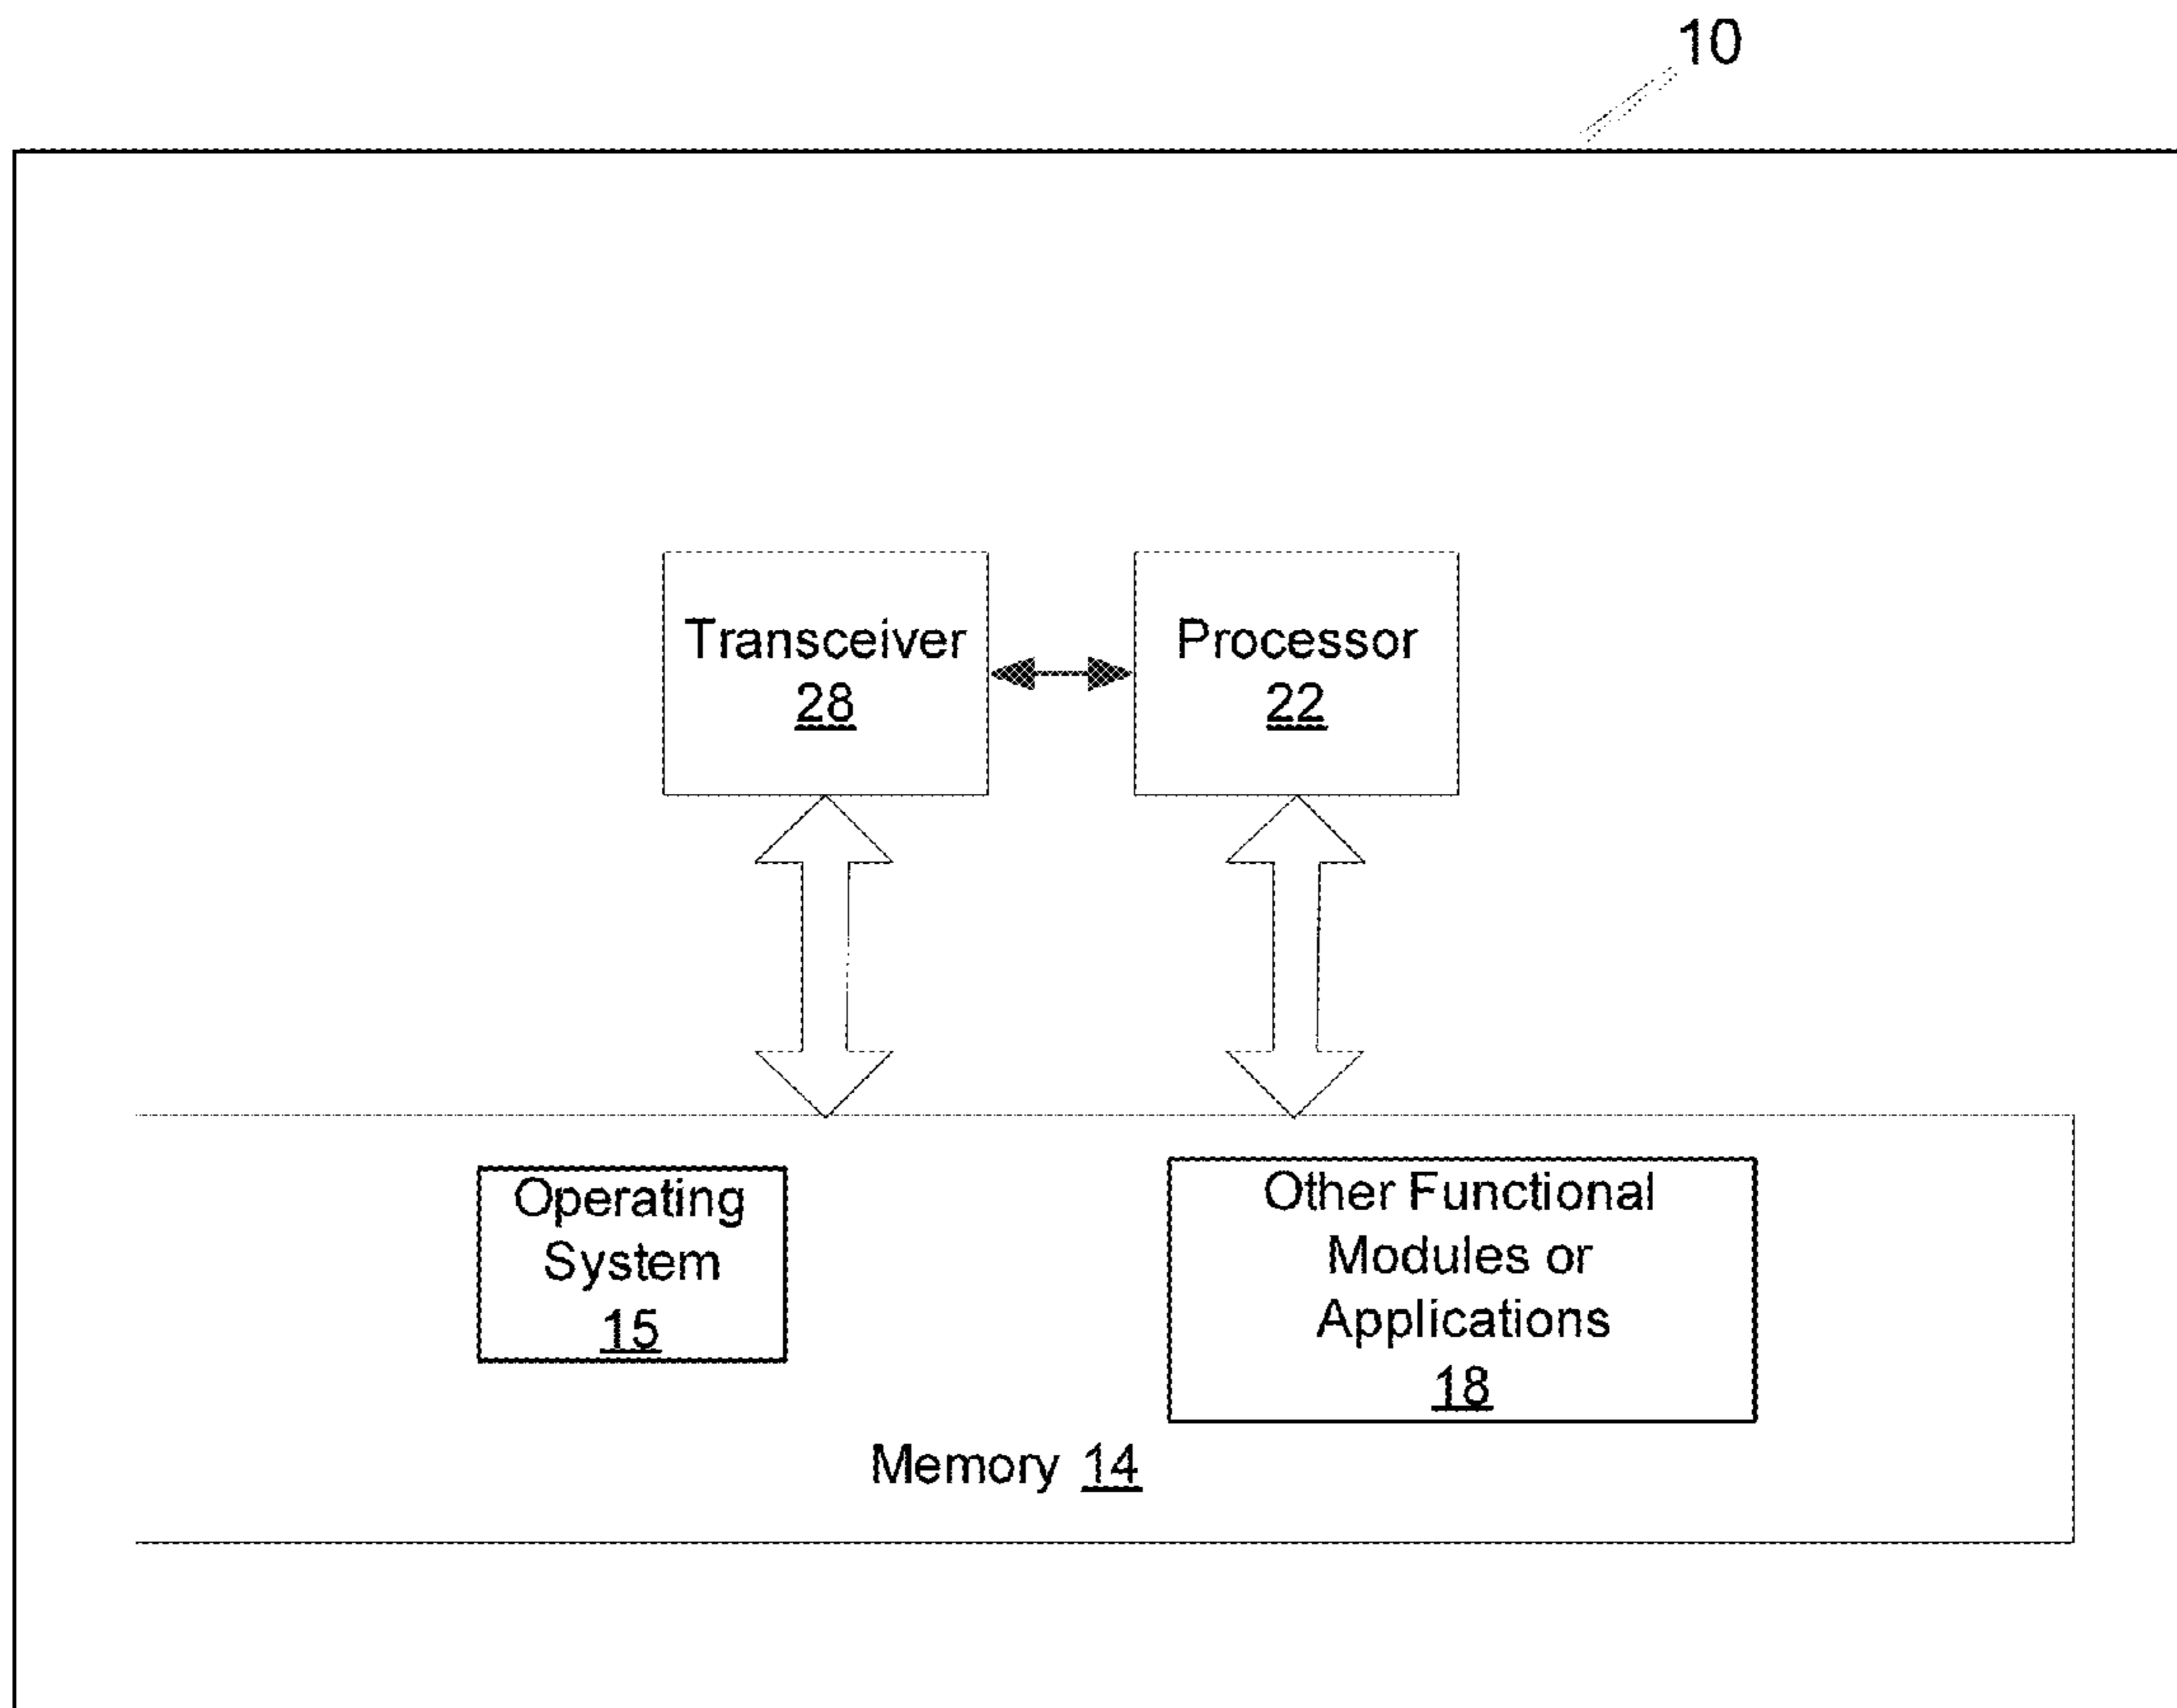 10
Transceiver
28
Processor
22
Operating
System
15
Other Functional
Modules or
Applications
18
Memory 14